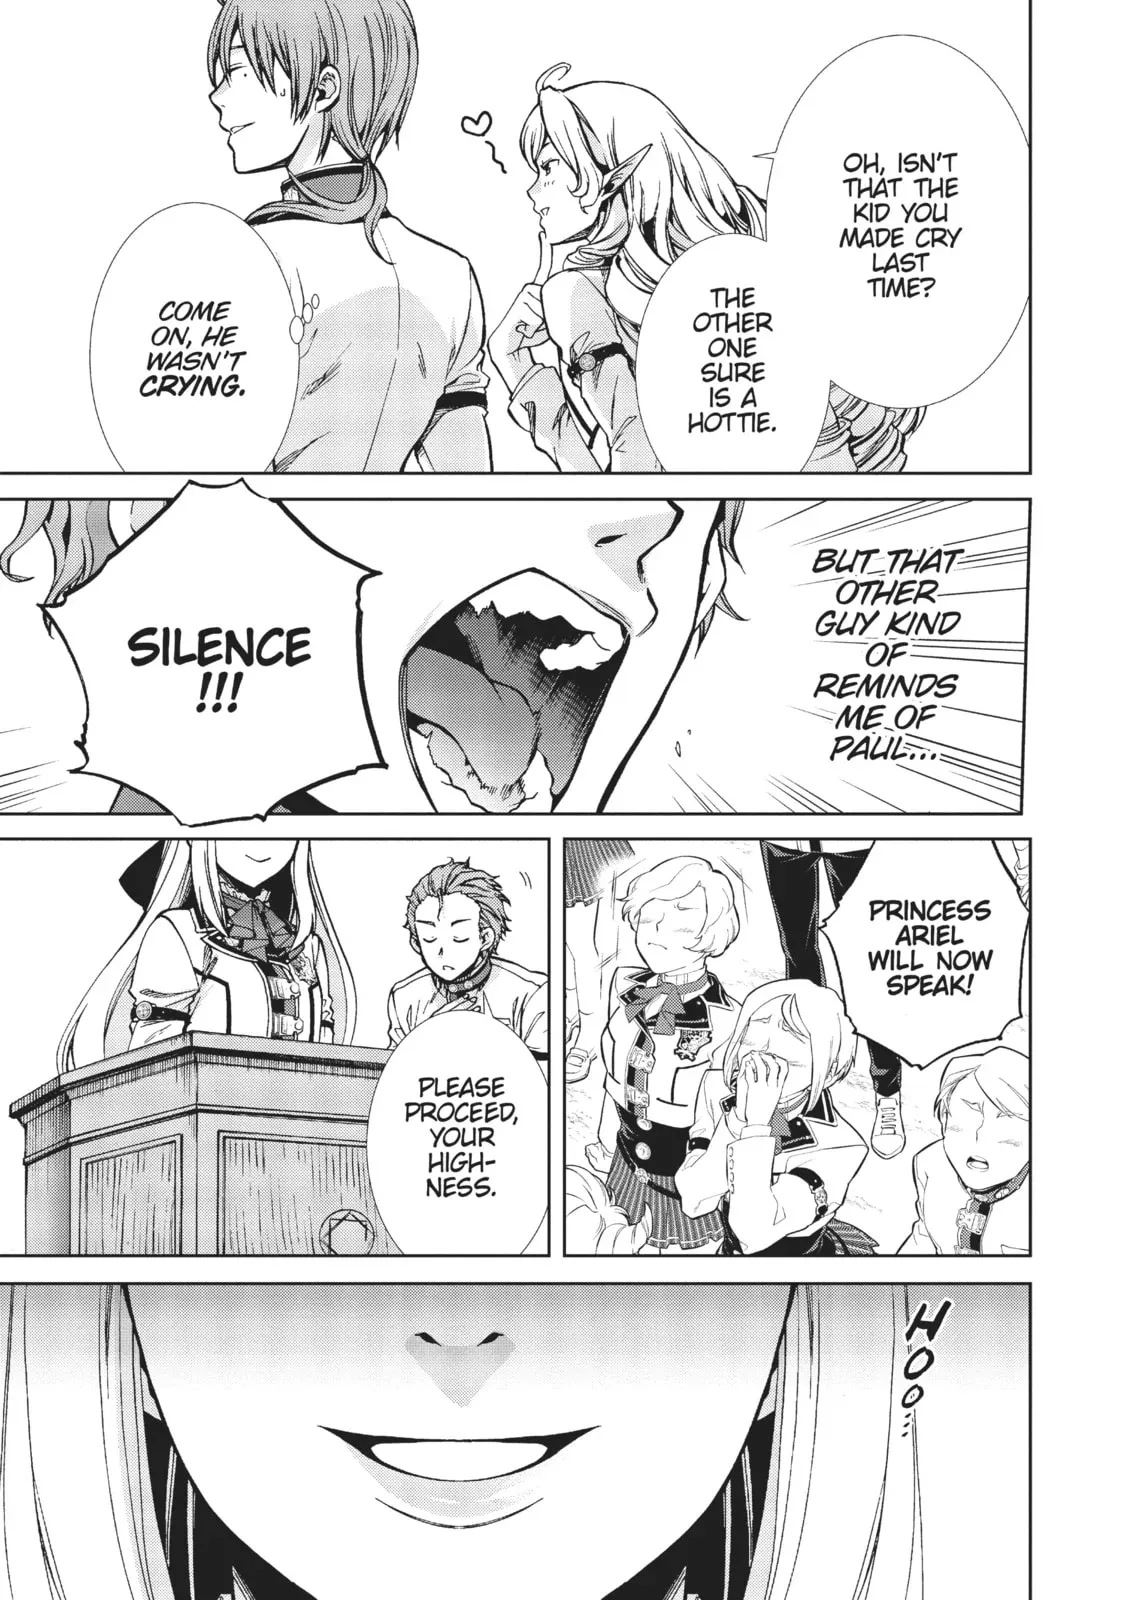 OH, ISN'T
THAT THE
KID YOU
MADE CRY
LAST
TIME?
THE
OTHER
ONE
SURE
IS A
HOTTIE.
COME
ON, HE
WASN'T
CRYING.
BUT THAT
OTHER
GUY KIND
OF
REMINDS
ME OF
PAUL...
SILENCE
!!!
PRINCESS
ARIEL
WILL NOW
SPEAK!
PLEASE
PROCEED,
YOUR
HIGH-
NESS.
HOO...